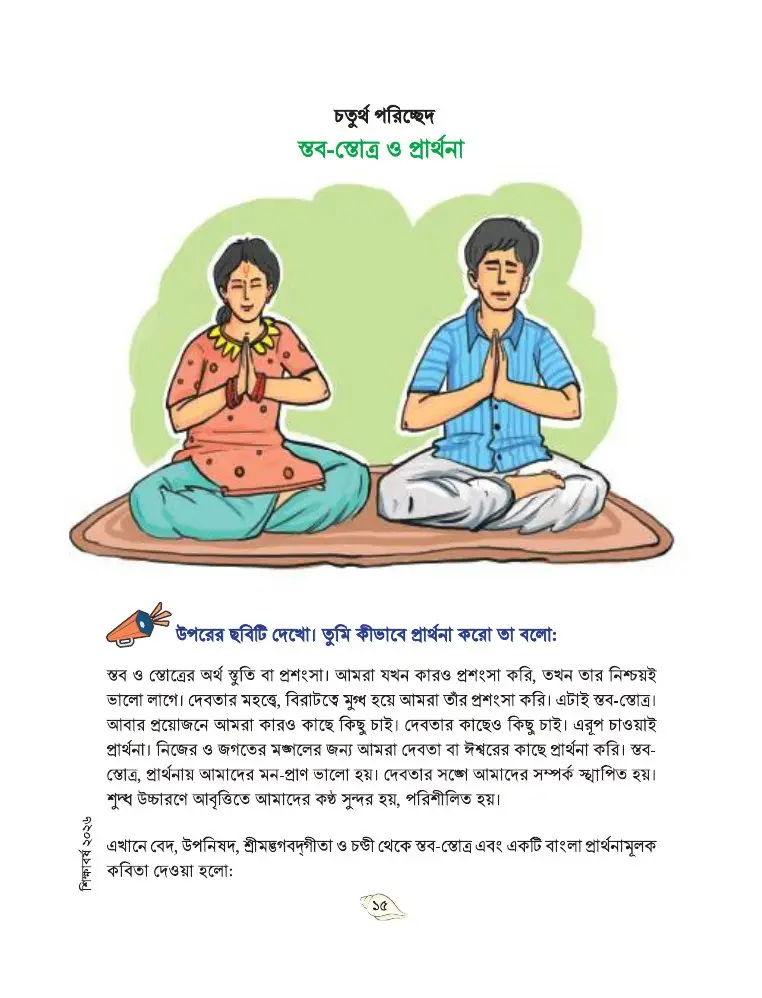 চতুর্থ পরিচ্ছেদ
স্তব-স্তোত্র ও প্রার্থনা
উপরের ছবিটি দেখো। তুমি কীভাবে প্রার্থনা করো তা বলো:
স্তব ও স্তোত্রের অর্থ স্তুতি বা প্রশংসা। আমরা যখন কারও প্রশংসা করি, তখন তার নিশ্চয়ই
ভালো লাগে। দেবতার মহত্ত্বে, বিরাটত্বে মুগ্ধ হয়ে আমরা তাঁর প্রশংসা করি। এটাই স্তব-স্তোত্র।
আবার প্রয়োজনে আমরা কারও কাছে কিছু চাই। দেবতার কাছেও কিছু চাই। এরূপ চাওয়াই
প্রার্থনা। নিজের ও জগতের মঙ্গলের জন্য আমরা দেবতা বা ঈশ্বরের কাছে প্রার্থনা করি। স্তব-
স্তোত্র, প্রার্থনায় আমাদের মন-প্রাণ ভালো হয়। দেবতার সঙ্গে আমাদের সম্পর্ক স্থাপিত হয়।
শুদ্ধ উচ্চারণে আবৃত্তিতে আমাদের কণ্ঠ সুন্দর হয়, পরিশীলিত হয়।
এখানে বেদ, উপনিষদ, শ্রীমদ্ভগবদ্‌গীতা ও চণ্ডী থেকে স্তব-স্তোত্র এবং একটি বাংলা প্রার্থনামূলক
কবিতা দেওয়া হলো:
শিক্ষাবর্ষ ২০২৬
১৫